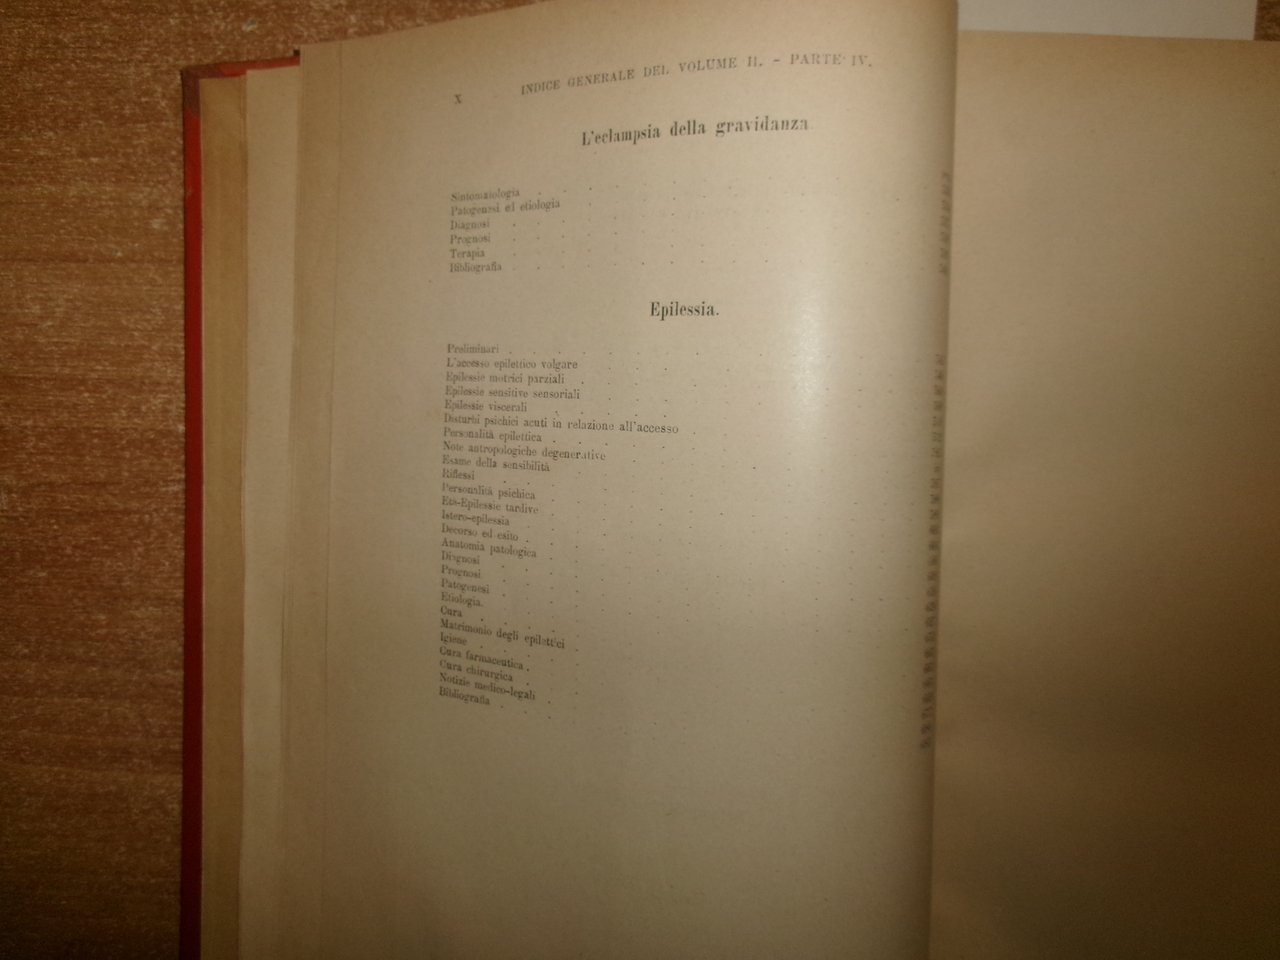 X INDICE GENERALE DEL VOLUME II. - PARTE IV.
L'eclampsia della gravidanza
Sintomatologia
Patogenesi ed etiologia
Diagnosi
Prognosi
Terapia
Bibliografia
Epilessia.
Preliminari
L'accesso epilettico volgare
Epilessie motrici parziali
Epilessie sensitive sensoriali
Epilessie viscerali
Disturbi psichici acuti in relazione all'accesso
Personalità epilettica
Note antropologiche degenerative
Esame della sensibilità
Riflessi
Personalità psichica
Età-Epilessie tardive
Istero-epilessia
Decorso ed esito
Anatomia patologica
Diagnosi
Prognosi
Patogenesi
Etiologia.
Cura
Matrimonio degli epilettici
Igiene
Cura farmaceutica
Cura chirurgica
Notizie medico-legali
Bibliografia